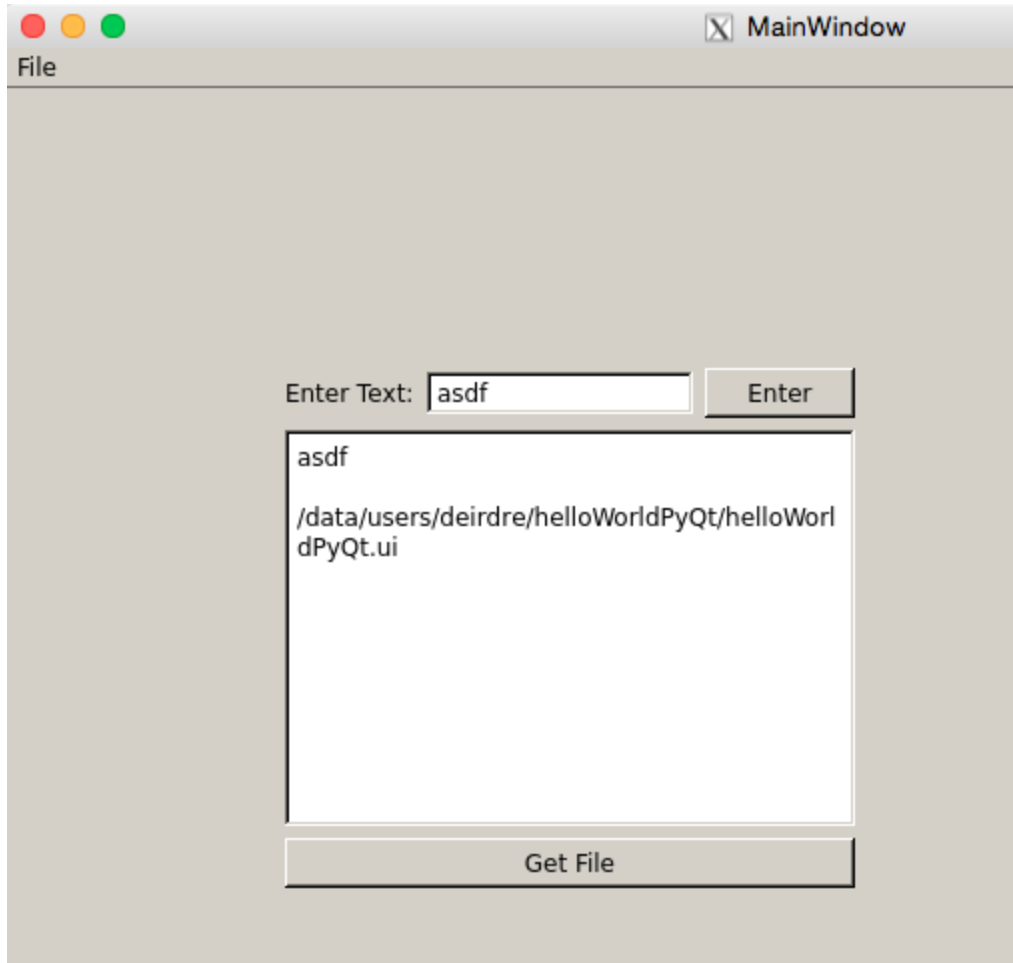 MainWindow
File
Enter Text: asdf Enter
asdf
/data/users/deirdre/helloWorldPyQt/helloWorl
dPyQt.ui
Get File